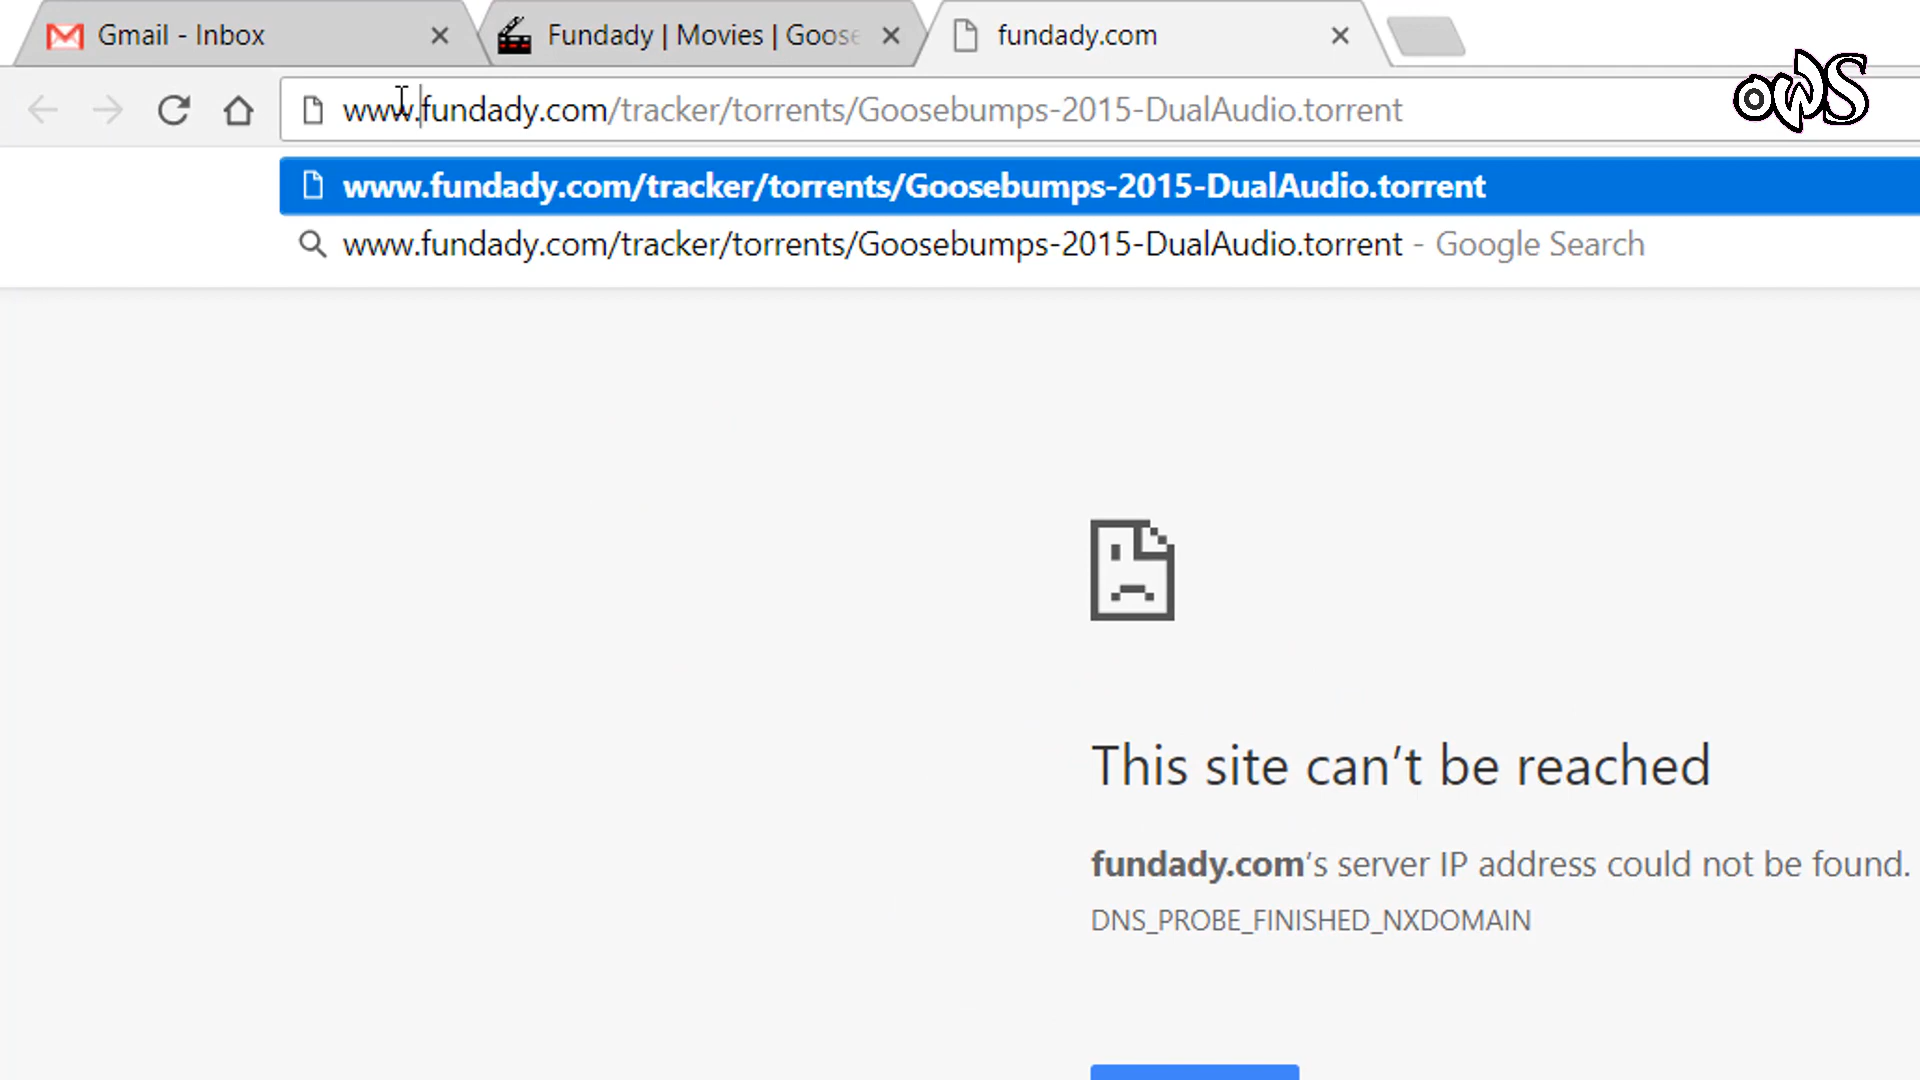 Gmail - Inbox
Fundady | Movies | Goose
fundady.com
OWS
www.fundady.com/tracker/torrents/Goosebumps-2015-DualAudio.torrent
www.fundady.com/tracker/torrents/Goosebumps-2015-DualAudio.torrent
www.fundady.com/tracker/torrents/Goosebumps-2015-DualAudio.torrent - Google Search
This site can't be reached
fundady.com's server IP address could not be found.
DNS_PROBE_FINISHED_NXDOMAIN